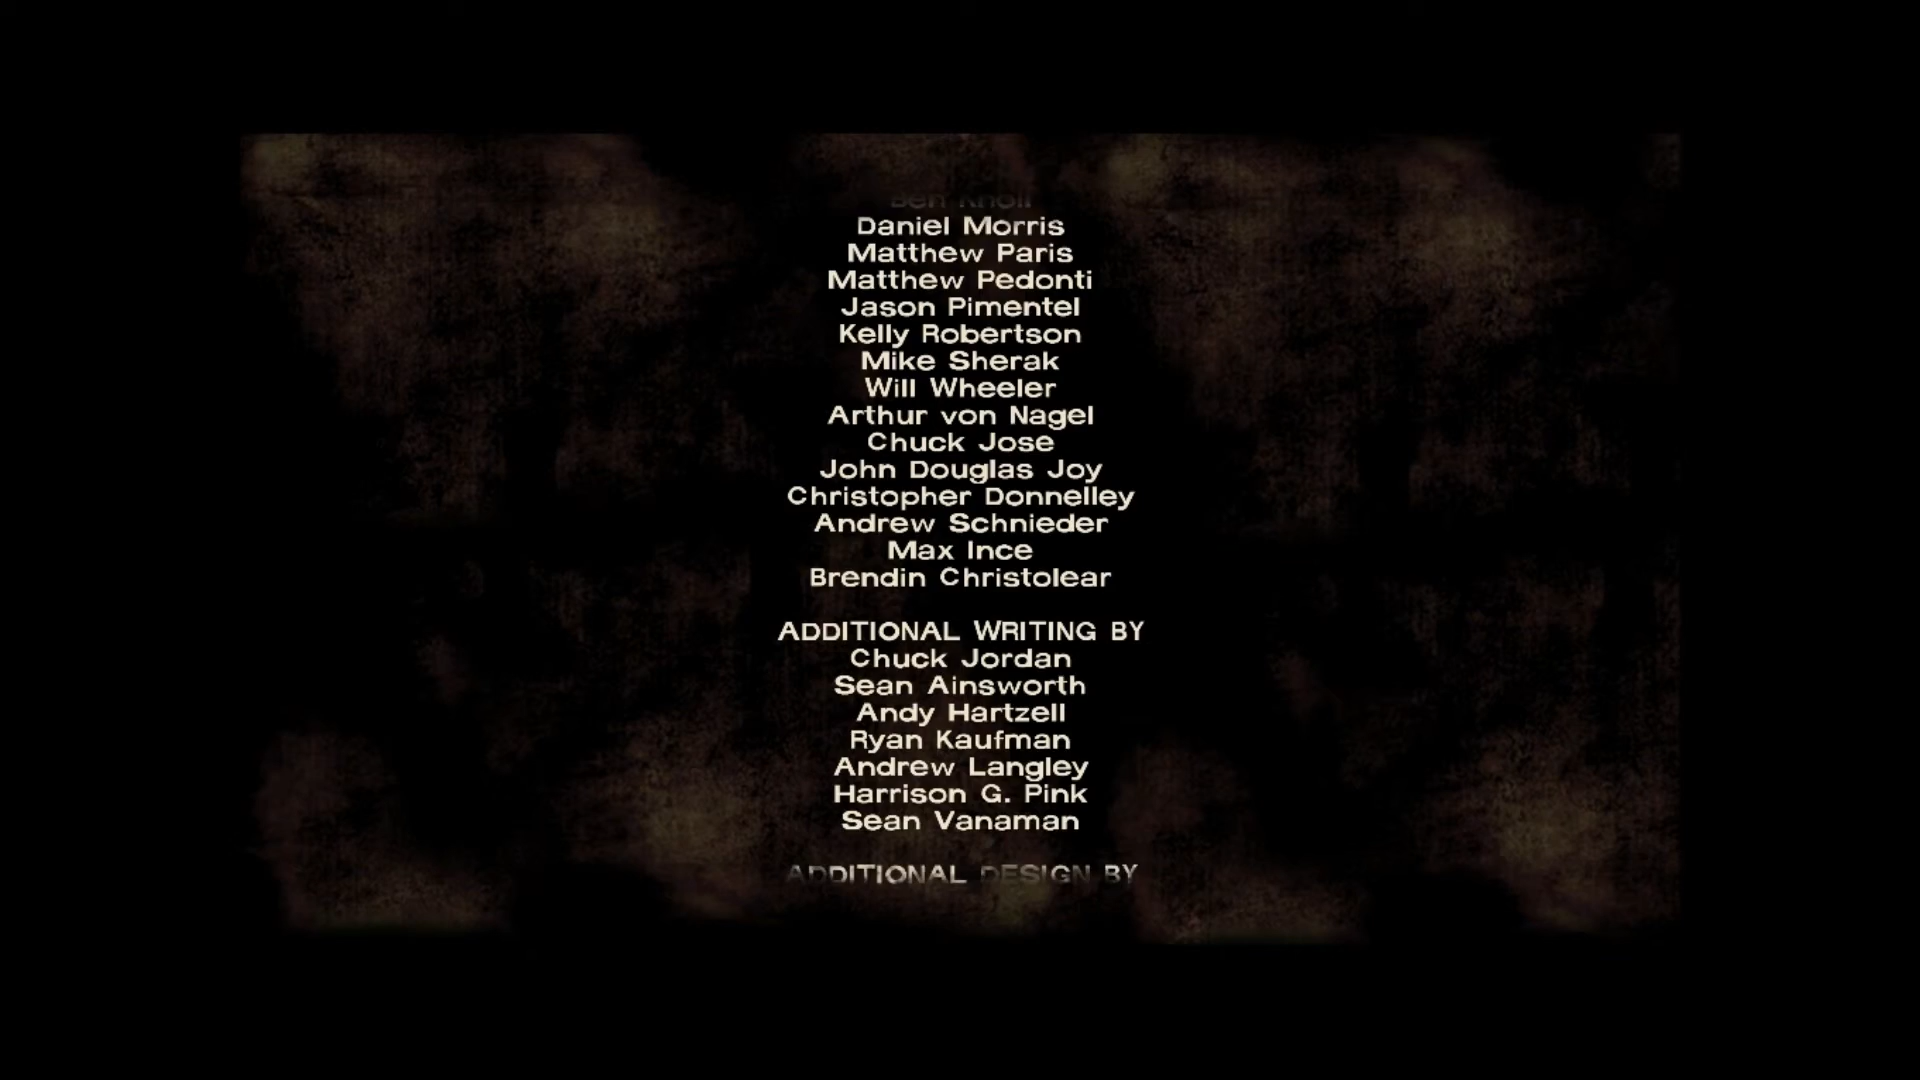 Ben Knoll
Daniel Morris
Matthew Paris
Matthew Pedonti
Jason Pimentel
Kelly Robertson
Mike Sherak
Will Wheeler
Arthur von Nagel
Chuck Jose
John Douglas Joy
Christopher Donnelley
Andrew Schnieder
Max Ince
Brendin Christolear
ADDITIONAL WRITING BY
Chuck Jordan
Sean Ainsworth
Andy Hartzell
Ryan Kaufman
Andrew Langley
Harrison G. Pink
Sean Vanaman
ADDITIONAL DESIGN BY